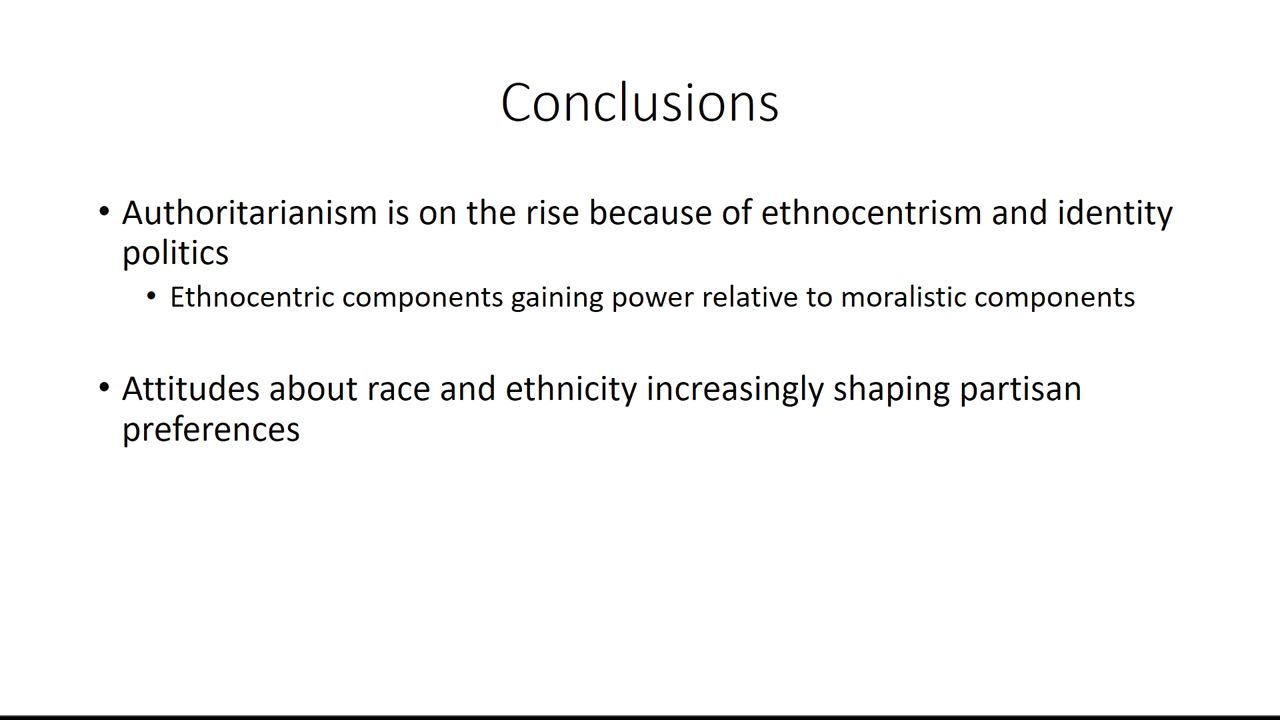 Conclusions
• Authoritarianism is on the rise because of ethnocentrism and identity
politics
• Ethnocentric components gaining power relative to moralistic components
• Attitudes about race and ethnicity increasingly shaping partisan
preferences